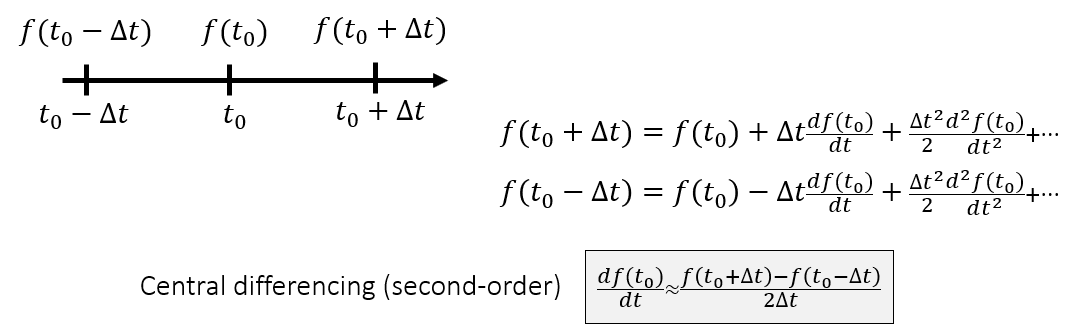 f(t₀ − Δt) f(t₀) f(t₀ + Δt)
t₀ − Δt t₀ t₀ + Δt
f(t₀ + Δt) = f(t₀) + Δt df(t₀)/dt + Δt²/2 d²f(t₀)/dt² +⋯
f(t₀ − Δt) = f(t₀) − Δt df(t₀)/dt + Δt²/2 d²f(t₀)/dt² +⋯
Central differencing (second-order) df(t₀)/dt ≈ f(t₀+Δt)−f(t₀−Δt)/2Δt